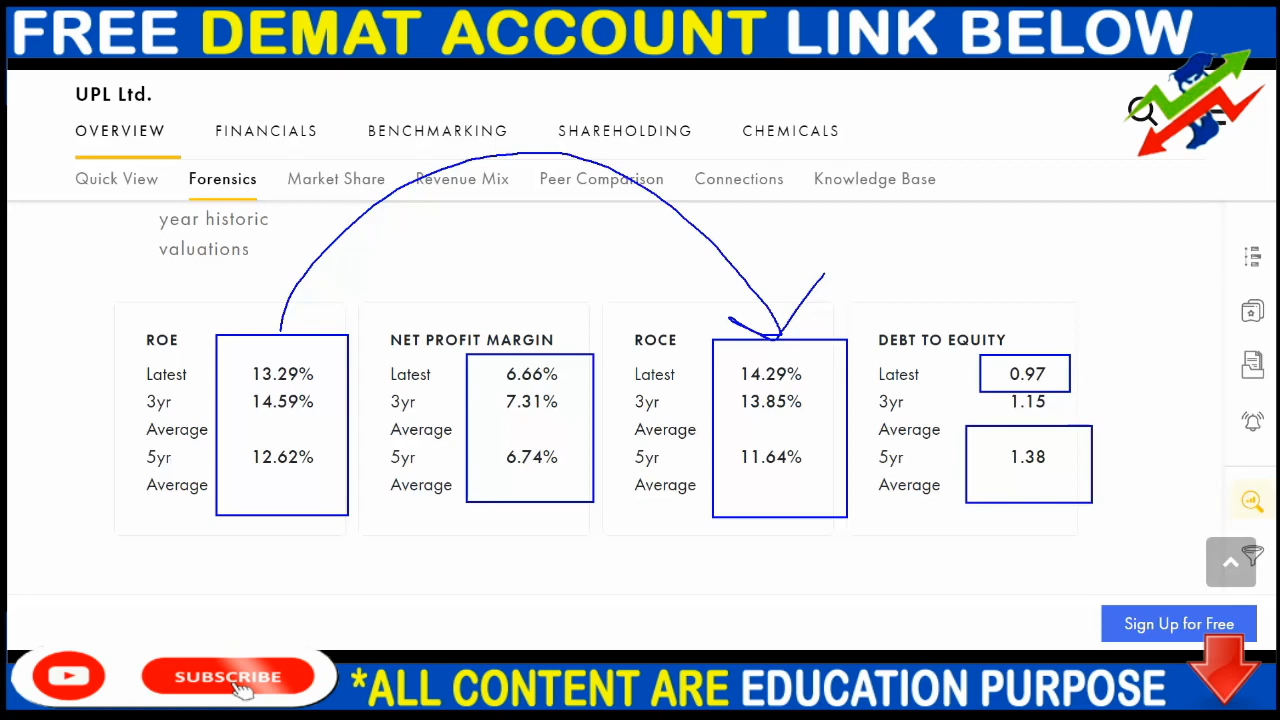 FREE DEMAT ACCOUNT LINK BELOW
UPL Ltd.
OVERVIEW FINANCIALS BENCHMARKING SHAREHOLDING CHEMICALS
Quick View Forensics Market Share Revenue Mix Peer Comparison Connections Knowledge Base
year historic
valuations
ROE
Latest 13.29%
3yr 14.59%
Average
5yr 12.62%
Average
NET PROFIT MARGIN
Latest 6.66%
3yr 7.31%
Average
5yr 6.74%
Average
ROCE
Latest 14.29%
3yr 13.85%
Average
5yr 11.64%
Average
DEBT TO EQUITY
Latest 0.97
3yr 1.15
Average
5yr 1.38
Average
Sign Up for Free
SUBSCRIBE
*ALL CONTENT ARE EDUCATION PURPOSE